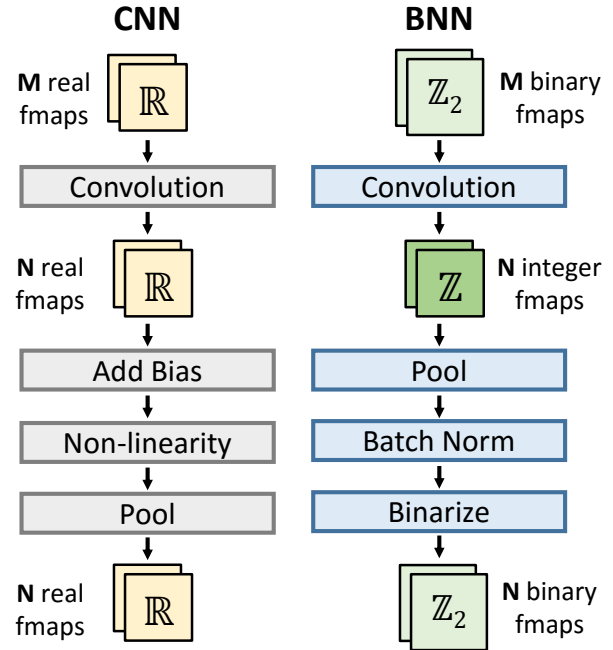 CNN
M real
fmaps
ℝ
Convolution
N real
fmaps
ℝ
Add Bias
Non-linearity
Pool
N real
fmaps
ℝ
BNN
ℤ₂
M binary
fmaps
Convolution
ℤ
N integer
fmaps
Pool
Batch Norm
Binarize
ℤ₂
N binary
fmaps